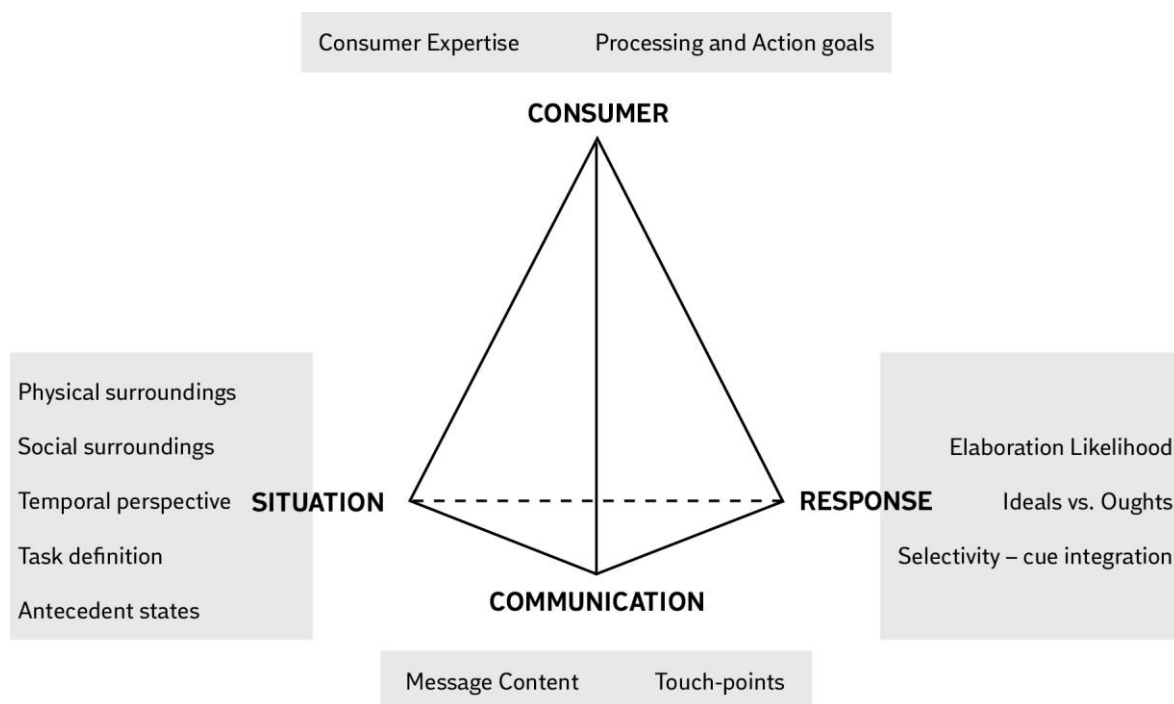 Consumer Expertise Processing and Action goals
CONSUMER
Physical surroundings
Social surroundings
Temporal perspective
Task definition
Antecedent states
SITUATION
RESPONSE
Elaboration Likelihood
Ideals vs. Oughts
Selectivity – cue integration
COMMUNICATION
Message Content Touch-points